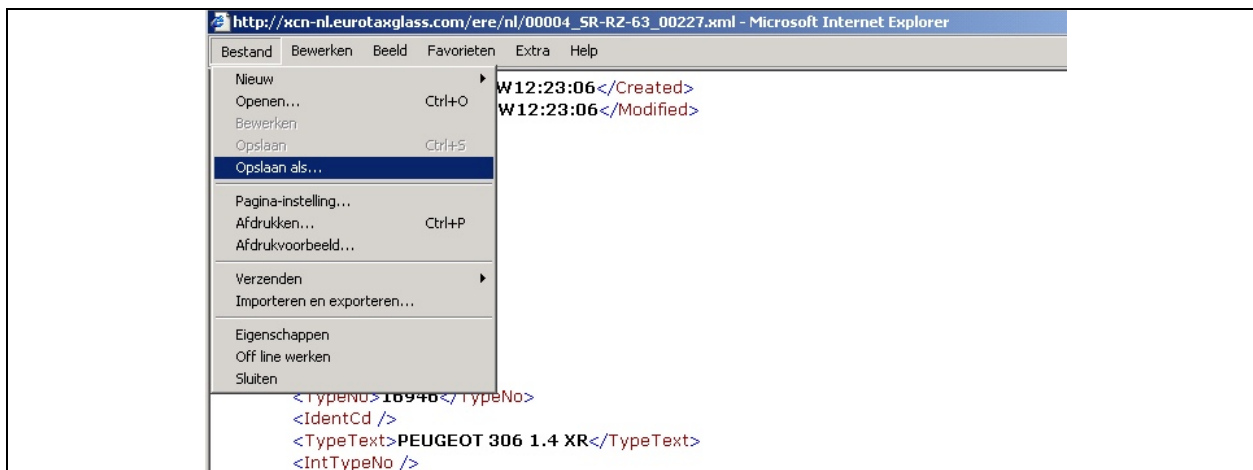 http://xcn-nl.eurotaxglass.com/ere/nl/00004_SR-RZ-63_00227.xml - Microsoft Internet Explorer
Bestand Bewerken Beeld Favorieten Extra Help
Nieuw
W12:23:06</Created>
Openen... Ctrl+O
W12:23:06</Modified>
Bewerken
Opslaan Ctrl+S
Opslaan als...
Pagina-instelling...
Afdrukken... Ctrl+P
Afdrukvoorbeeld...
Verzenden
Importeren en exporteren...
Eigenschappen
Off line werken
Sluiten
<TypeNo>16946</TypeNo>
<IdentCd />
<TypeText>PEUGEOT 306 1.4 XR</TypeText>
<IntTypeNo />